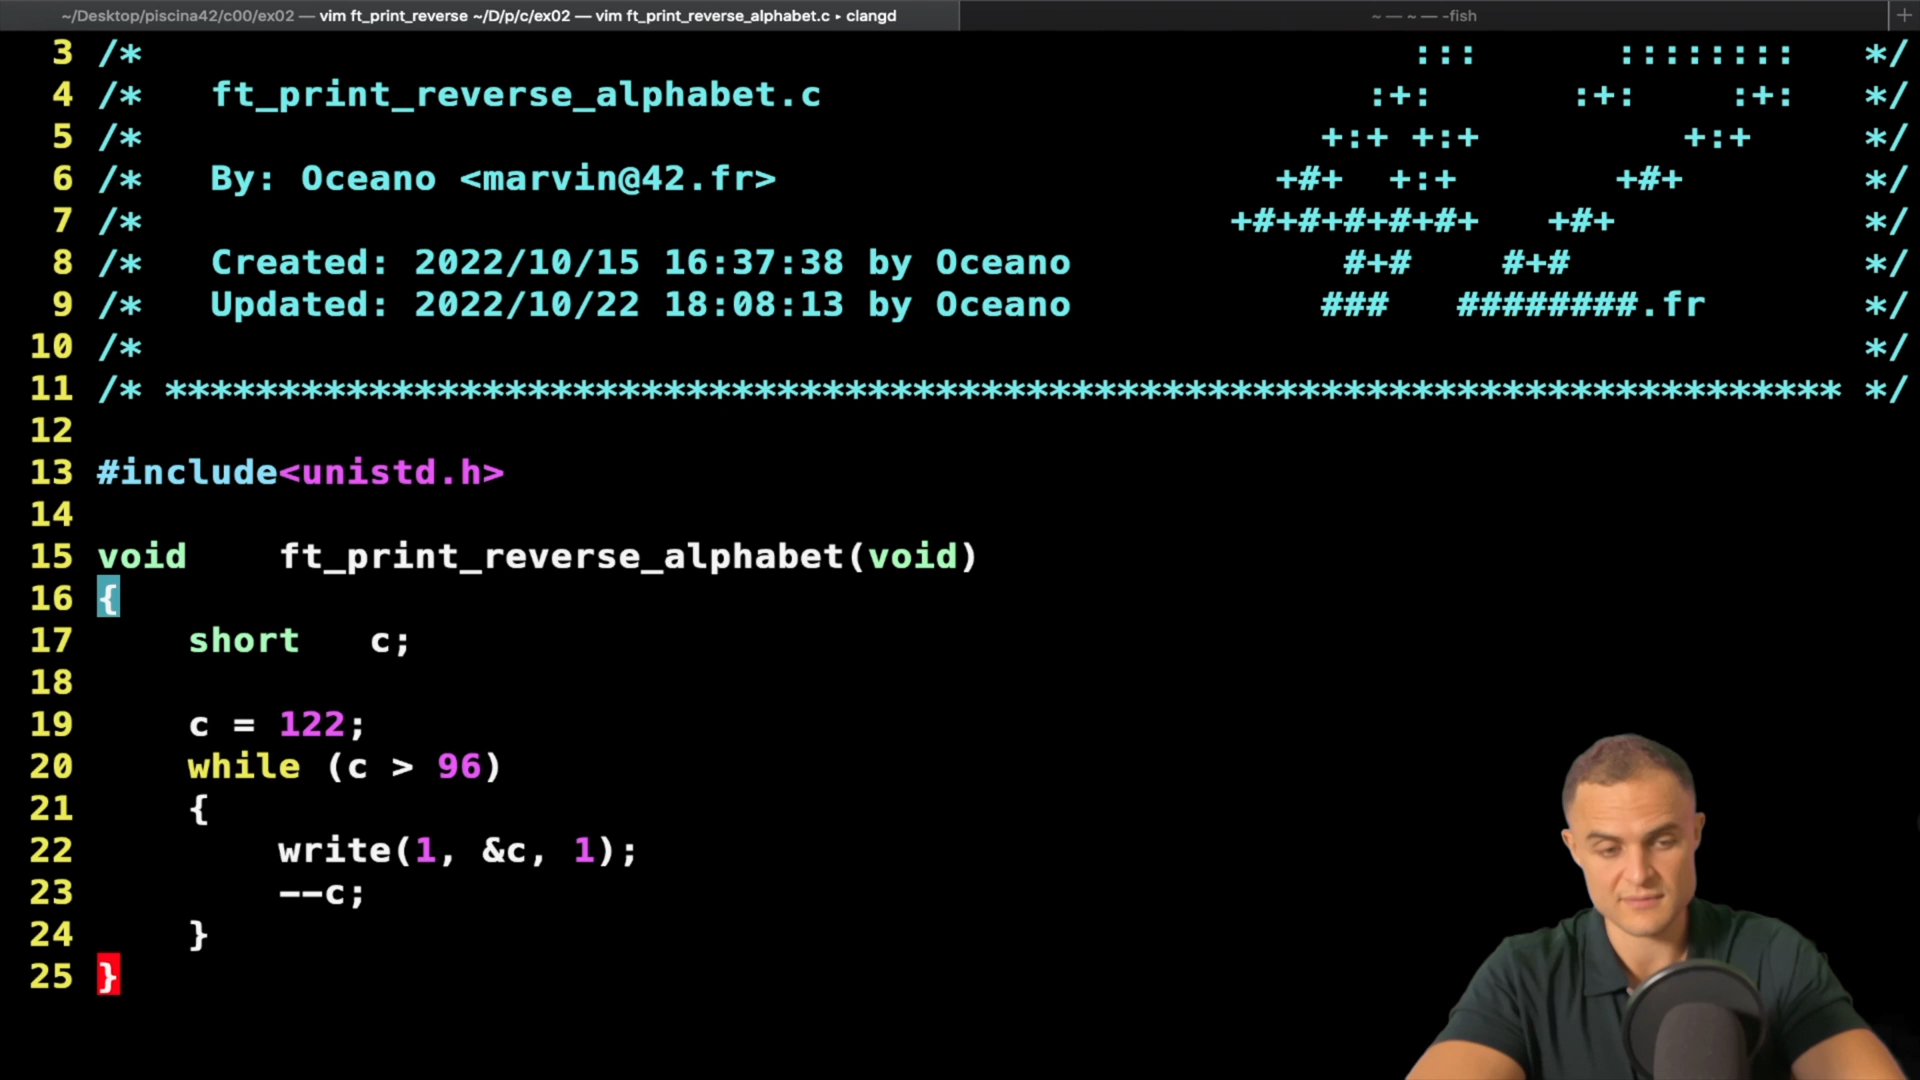 ~/Desktop/piscina42/c00/ex02 — vim ft_print_reverse ~/D/p/c/ex02 — vim ft_print_reverse_alphabet.c ▸ clangd
~ — ~ — -fish
+
3 /* ::: :::::::: */
4 /* ft_print_reverse_alphabet.c :+: :+: :+: */
5 /* +:+ +:+ +:+ */
6 /* By: Oceano <marvin@42.fr> +#+ +:+ +#+ */
7 /* +#+#+#+#+#+ +#+ */
8 /* Created: 2022/10/15 16:37:38 by Oceano #+# #+# */
9 /* Updated: 2022/10/22 18:08:13 by Oceano ### ########.fr */
10 /* */
11 /* ************************************************************************** */
12
13 #include<unistd.h>
14
15 void ft_print_reverse_alphabet(void)
16 {
17 short c;
18
19 c = 122;
20 while (c > 96)
21 {
22 write(1, &c, 1);
23 --c;
24 }
25 }